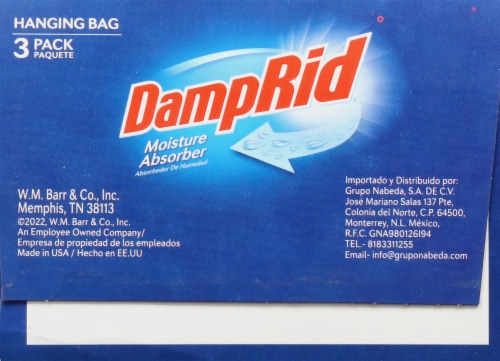 HANGING BAG
3 PACK
PAQUETE
DampRid
Moisture
Absorber
Absorbedor De Humedad
W.M. Barr & Co., Inc.
Memphis, TN 38113
©2022, W.M. Barr & Co., Inc.
An Employee Owned Company/
Empresa de propiedad de los empleados
Made in USA / Hecho en EE.UU
Importado y Distribuido por:
Grupo Nabeda, S.A. DE C.V.
José Mariano Salas 137 Pte,
Colonia del Norte, C.P. 64500,
Monterrey, N.L. México,
R.F.C. GNA980126I94
TEL.- 8183311255
Email- info@gruponabeda.com